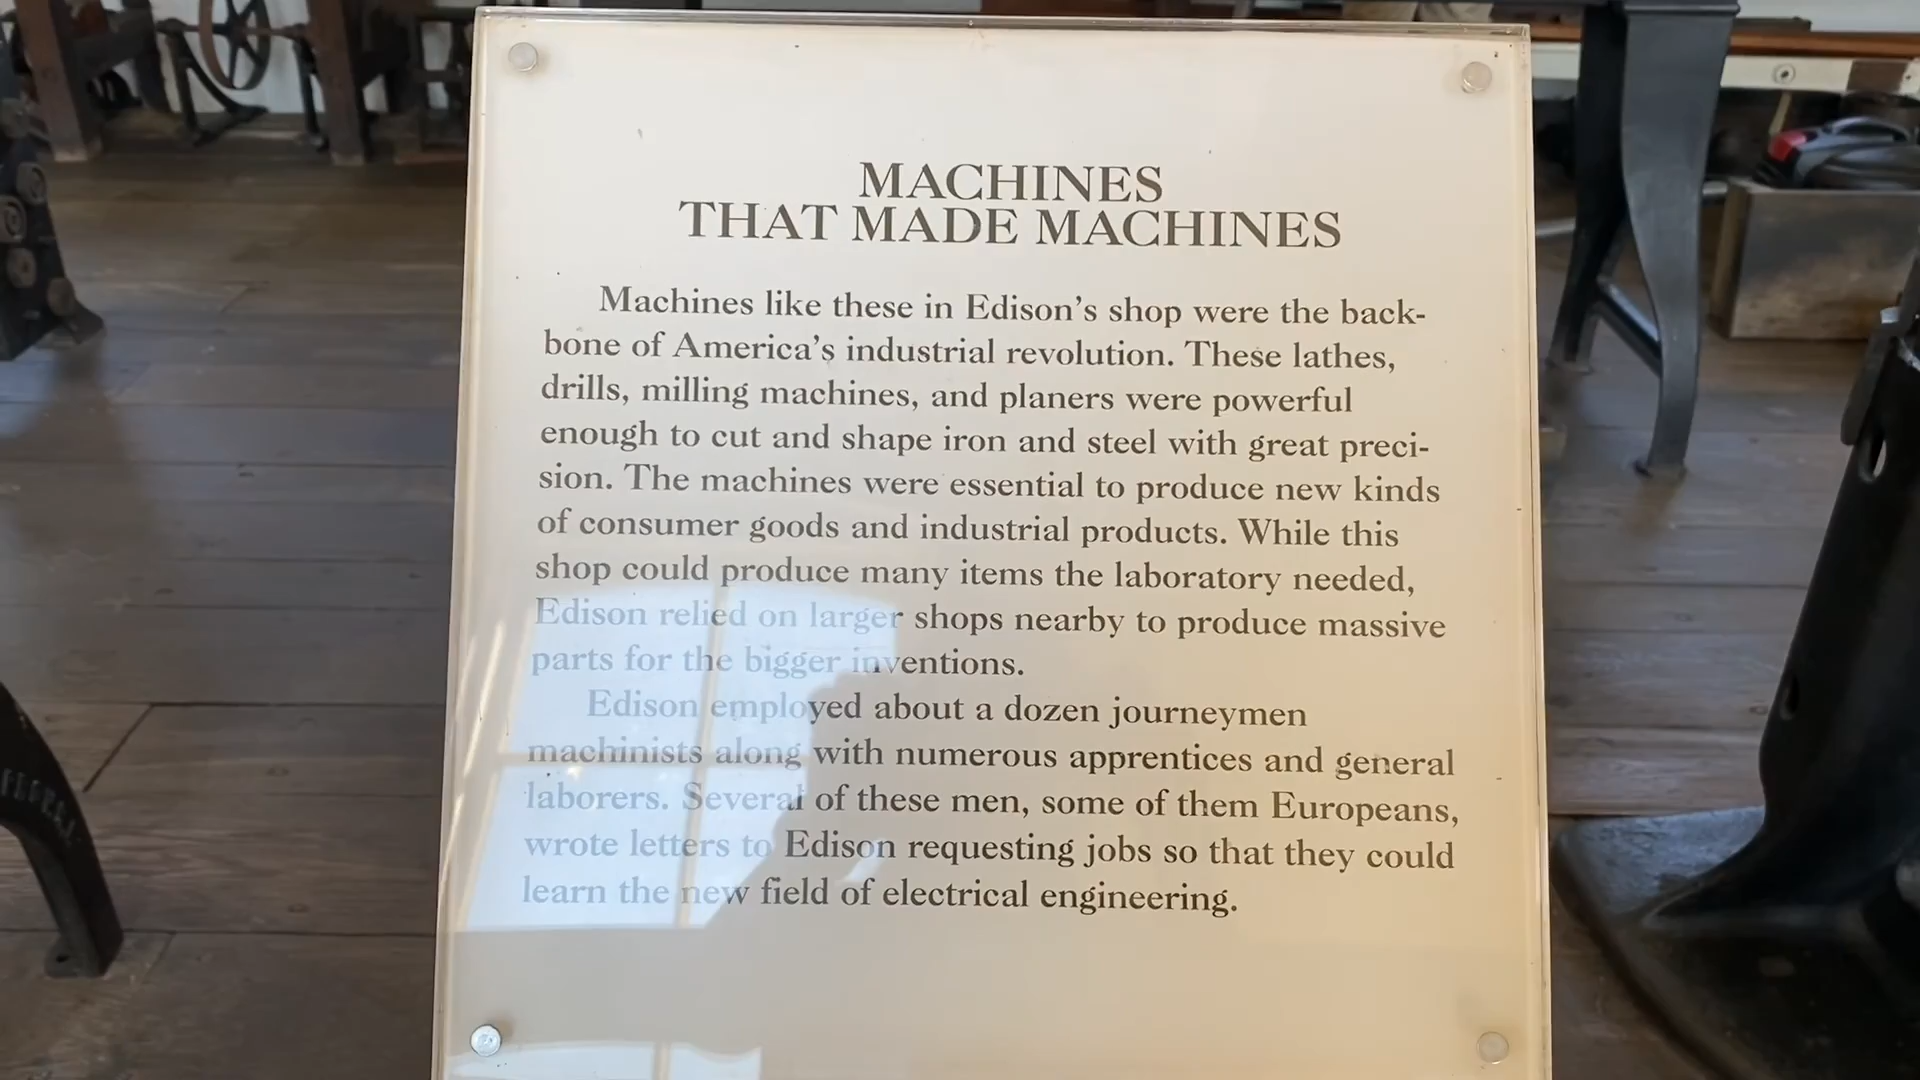 MACHINES
THAT MADE MACHINES
Machines like these in Edison's shop were the back-
bone of America's industrial revolution. These lathes,
drills, milling machines, and planers were powerful
enough to cut and shape iron and steel with great preci-
sion. The machines were essential to produce new kinds
of consumer goods and industrial products. While this
shop could produce many items the laboratory needed,
Edison relied on larger shops nearby to produce massive
parts for the bigger inventions.
Edison employed about a dozen journeymen
machinists along with numerous apprentices and general
laborers. Several of these men, some of them Europeans,
wrote letters to Edison requesting jobs so that they could
learn the new field of electrical engineering.